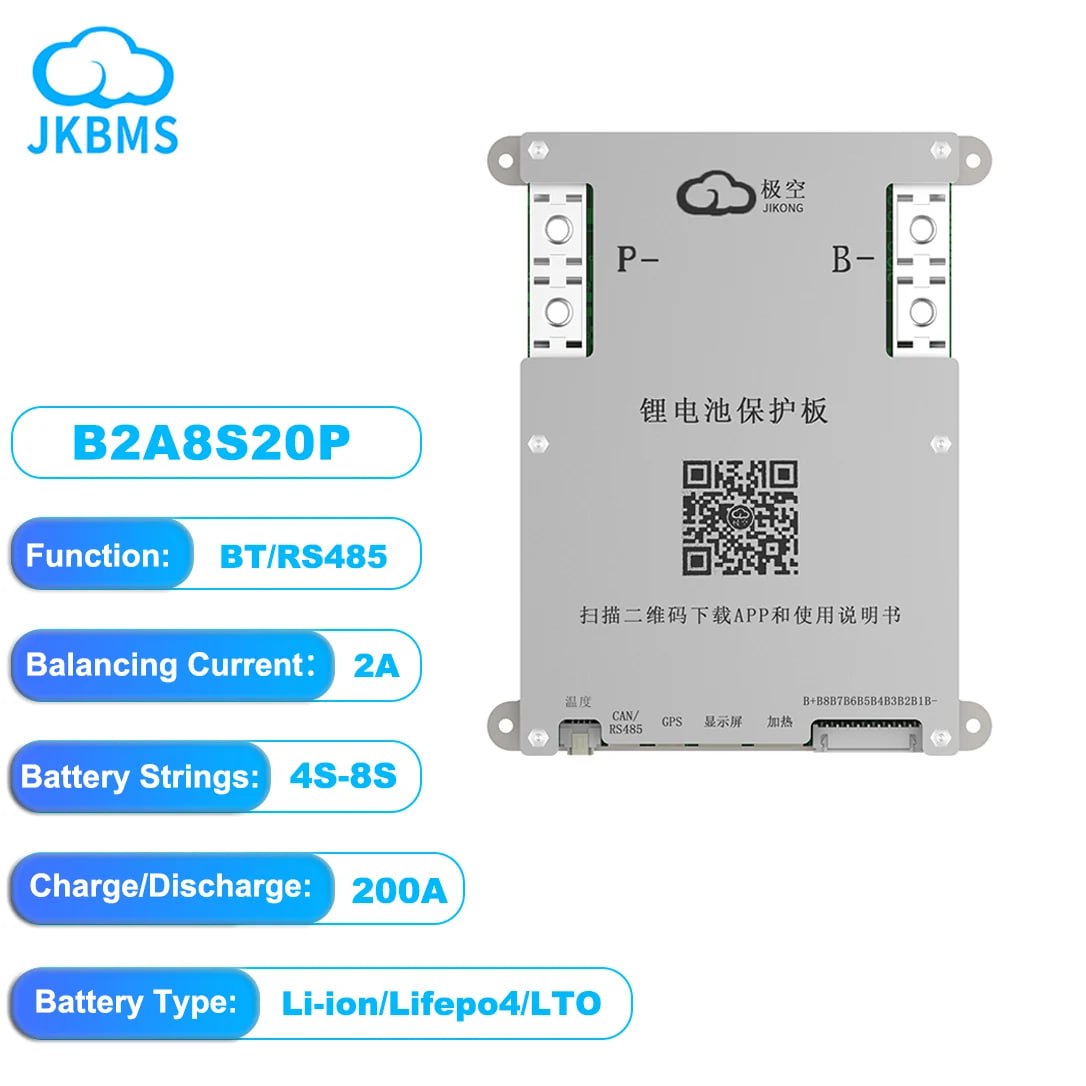 JKBMS
极空
JIKONG
P-
B-
锂电池保护板
B2A8S20P
Function: BT/RS485
Balancing Current: 2A
Battery Strings: 4S-8S
Charge/Discharge: 200A
Battery Type: Li-ion/Lifepo4/LTO
极空
扫描二维码下载APP和使用说明书
温度
CAN/
RS485
GPS
显示屏
加热
B+B8B7B6B5B4B3B2B1B-